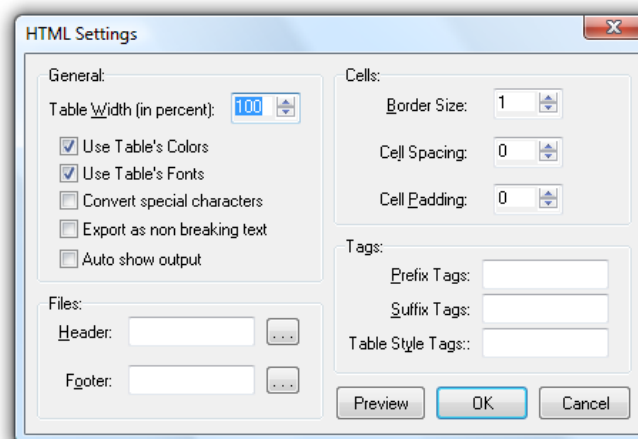 HTML Settings
General:
Table Width (in percent): 100
Use Table's Colors
Use Table's Fonts
Convert special characters
Export as non breaking text
Auto show output
Files:
Header: ...
Footer: ...
Cells:
Border Size: 1
Cell Spacing: 0
Cell Padding: 0
Tags:
Prefix Tags:
Suffix Tags:
Table Style Tags::
Preview OK Cancel